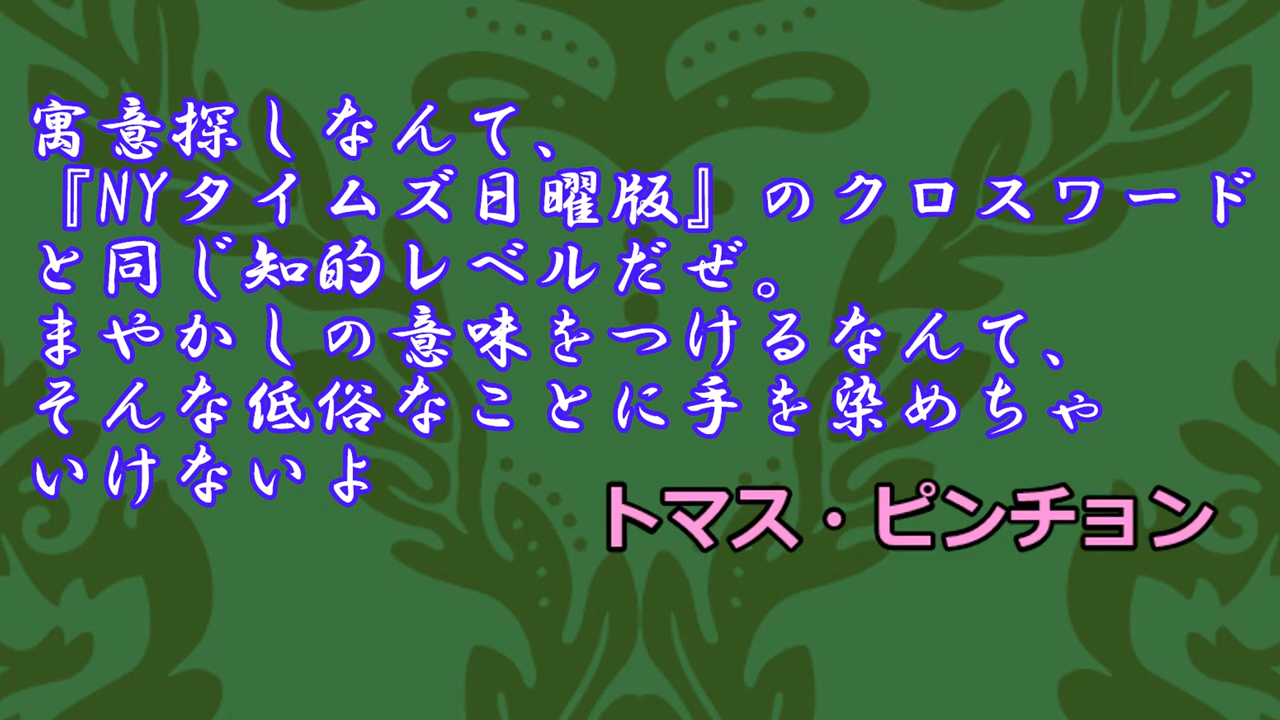 寓意探しなんて、
『NYタイムズ日曜版』のクロスワード
と同じ知的レベルだぜ。
まやかしの意味をつけるなんて、
そんな低俗なことに手を染めちゃ
いけないよ
トマス・ピンチョン